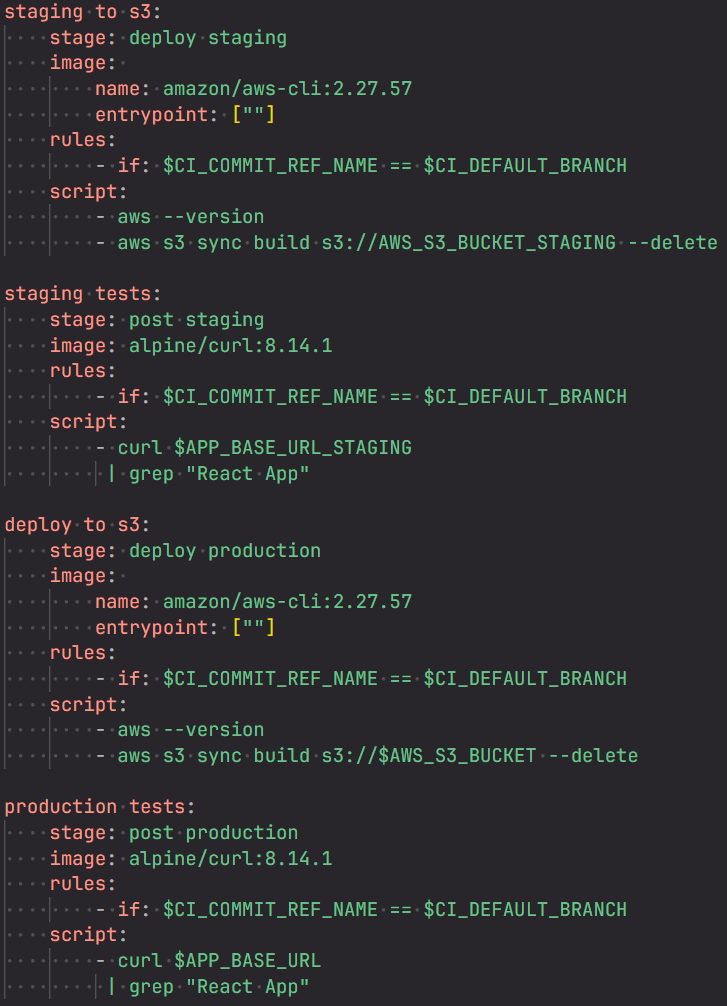 staging to s3:
    stage: deploy staging
    image:
        name: amazon/aws-cli:2.27.57
        entrypoint: [""]
    rules:
        - if: $CI_COMMIT_REF_NAME == $CI_DEFAULT_BRANCH
    script:
        - aws --version
        - aws s3 sync build s3://AWS_S3_BUCKET_STAGING --delete

staging tests:
    stage: post staging
    image: alpine/curl:8.14.1
    rules:
        - if: $CI_COMMIT_REF_NAME == $CI_DEFAULT_BRANCH
    script:
        - curl $APP_BASE_URL_STAGING
         | grep "React App"

deploy to s3:
    stage: deploy production
    image:
        name: amazon/aws-cli:2.27.57
        entrypoint: [""]
    rules:
        - if: $CI_COMMIT_REF_NAME == $CI_DEFAULT_BRANCH
    script:
        - aws --version
        - aws s3 sync build s3://$AWS_S3_BUCKET --delete

production tests:
    stage: post production
    image: alpine/curl:8.14.1
    rules:
        - if: $CI_COMMIT_REF_NAME == $CI_DEFAULT_BRANCH
    script:
        - curl $APP_BASE_URL
         | grep "React App"